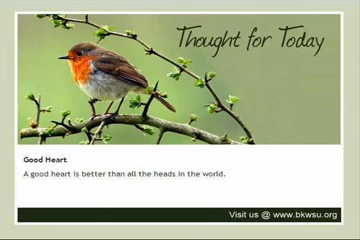 Thought for Today
Good Heart
A good heart is better than all the heads in the world.
Visit us @ www.bkwsu.org